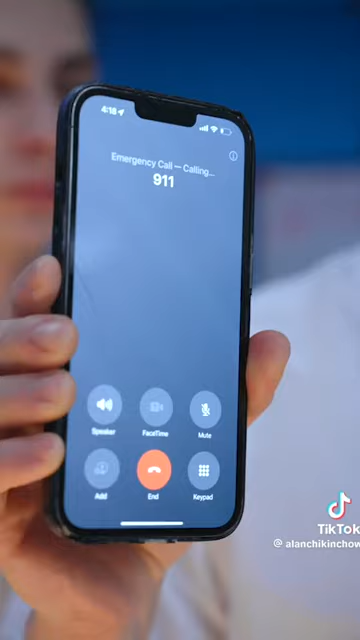 4:18
Emergency Call — Calling...
911
Speaker
FaceTime
Mute
Add
End
Keypad
TikTok
@alanchikinchow